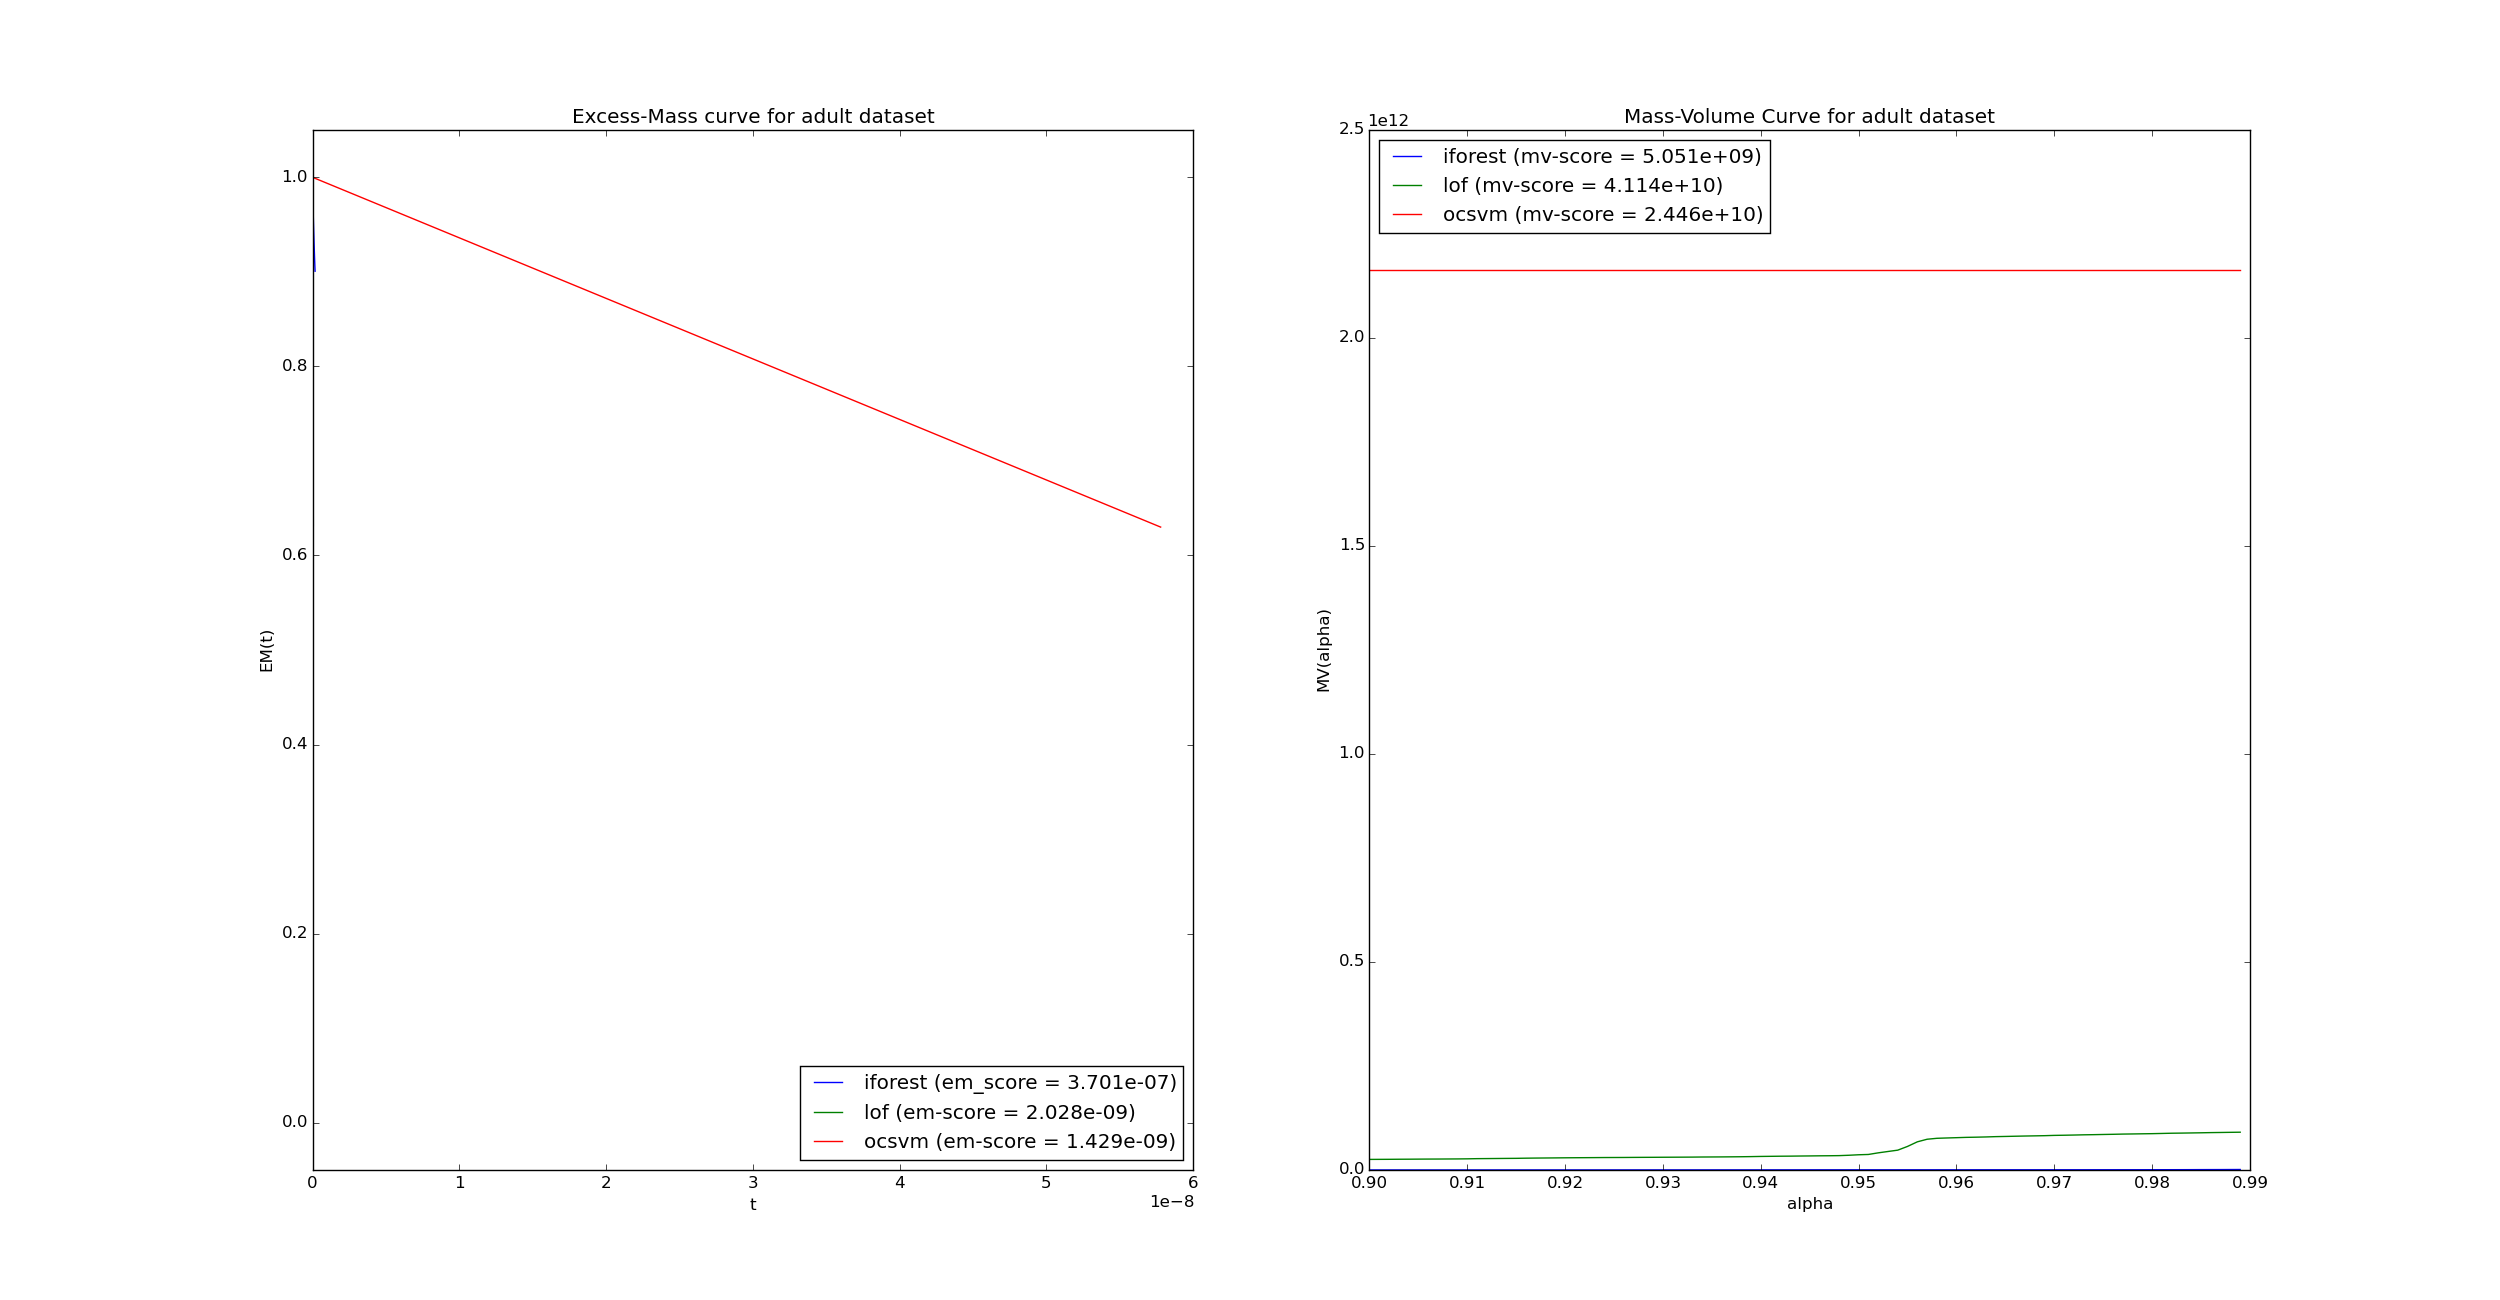 Excess-Mass curve for adult dataset
EM(t)
1.0
0.8
0.6
0.4
0.2
0.0
iforest (em_score = 3.701e-07)
lof (em-score = 2.028e-09)
ocsvm (em-score = 1.429e-09)
0 1 2 3 4 5 6
1e−8
t
Mass-Volume Curve for adult dataset
1e12
MV(alpha)
2.5
2.0
1.5
1.0
0.5
0.0
iforest (mv-score = 5.051e+09)
lof (mv-score = 4.114e+10)
ocsvm (mv-score = 2.446e+10)
0.90 0.91 0.92 0.93 0.94 0.95 0.96 0.97 0.98 0.99
alpha